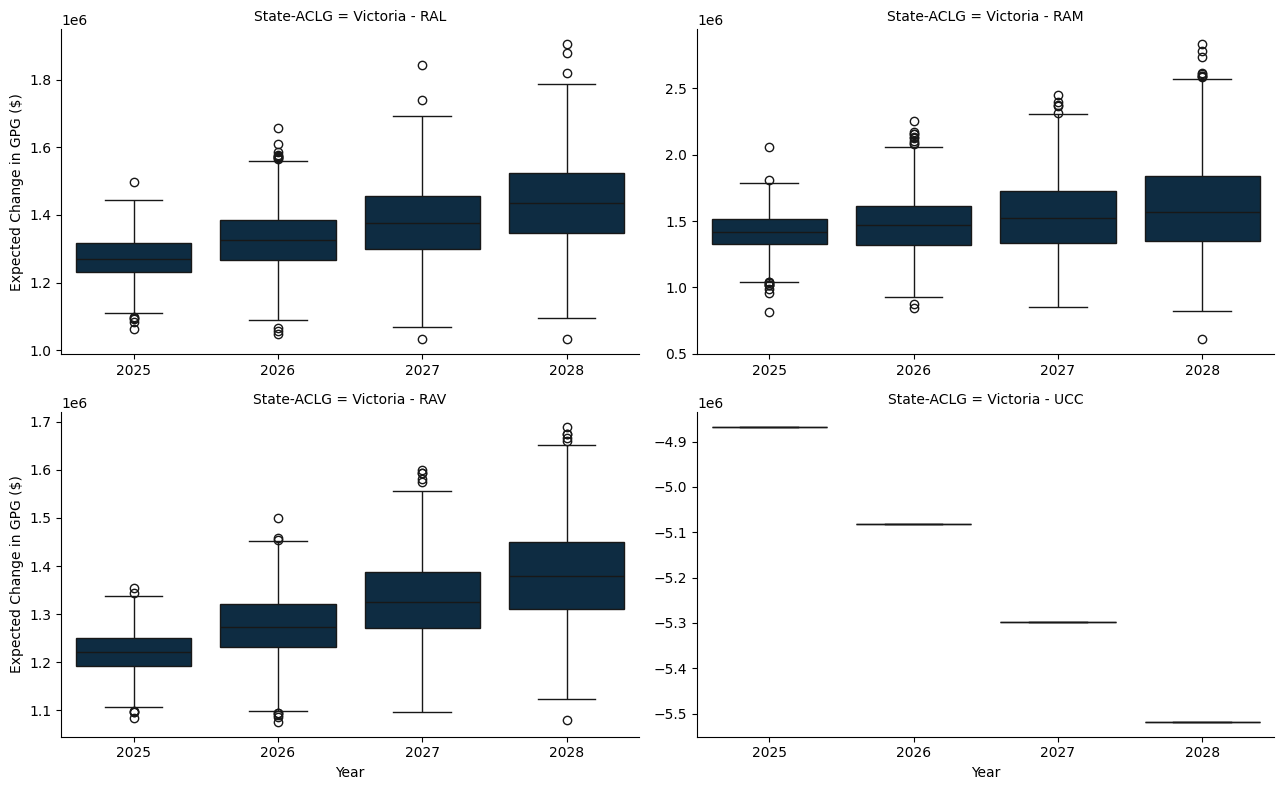 State-ACLG = Victoria - RAL
1e6
Expected Change in GPG ($)
1.8
1.6
1.4
1.2
1.0
2025 2026 2027 2028
State-ACLG = Victoria - RAM
1e6
2.5
2.0
1.5
1.0
0.5
2025 2026 2027 2028
State-ACLG = Victoria - RAV
1e6
Expected Change in GPG ($)
1.7
1.6
1.5
1.4
1.3
1.2
1.1
2025 2026 2027 2028
Year
State-ACLG = Victoria - UCC
1e6
−4.9
−5.0
−5.1
−5.2
−5.3
−5.4
−5.5
2025 2026 2027 2028
Year